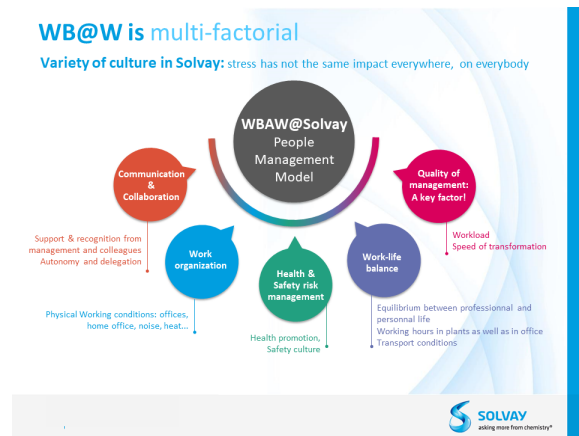 WB@W is multi-factorial
Variety of culture in Solvay: stress has not the same impact everywhere, on everybody
WBAW@Solvay
People
Management
Model
Communication
&
Collaboration
Quality of
management:
A key factor!
Support & recognition from
management and colleagues
Autonomy and delegation
Work
organization
Health &
Safety risk
management
Work-life
balance
Workload
Speed of transformation
Physical Working conditions: offices,
home office, noise, heat...
Health promotion,
Safety culture
Equilibrium between professionnal and
personnal life
Working hours in plants as well as in office
Transport conditions
SOLVAY
asking more from chemistry®